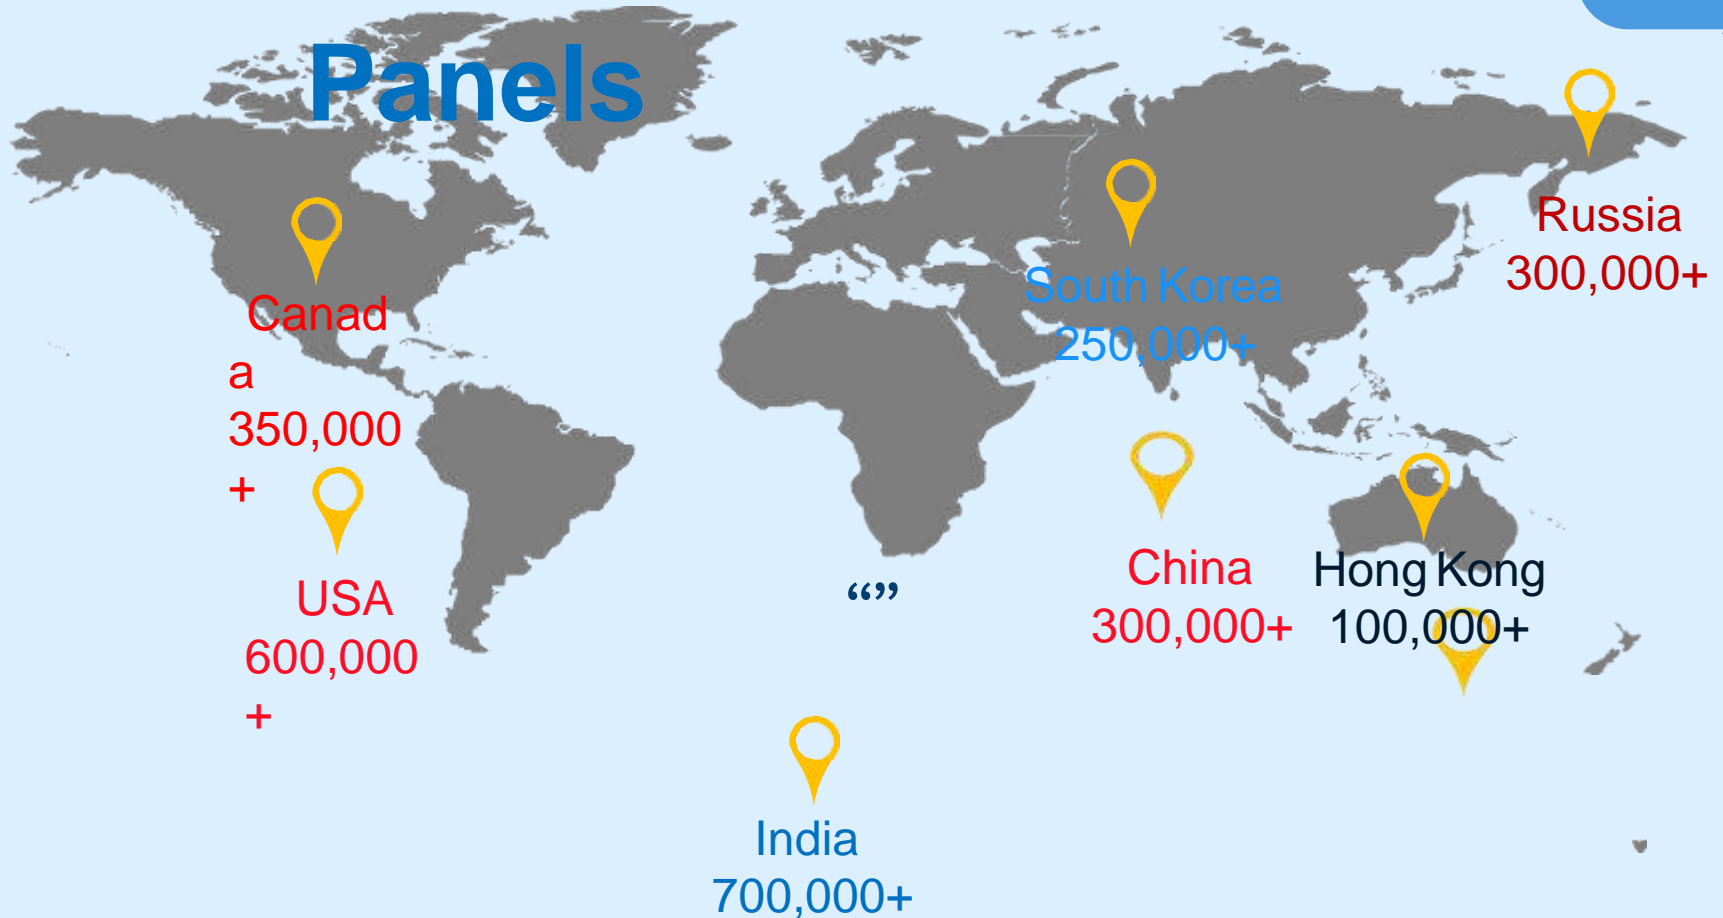 Panels
Russia
300,000+
South Korea
250,000+
Canad
a
350,000
+
USA
600,000
+
“”
China
300,000+
Hong Kong
100,000+
India
700,000+